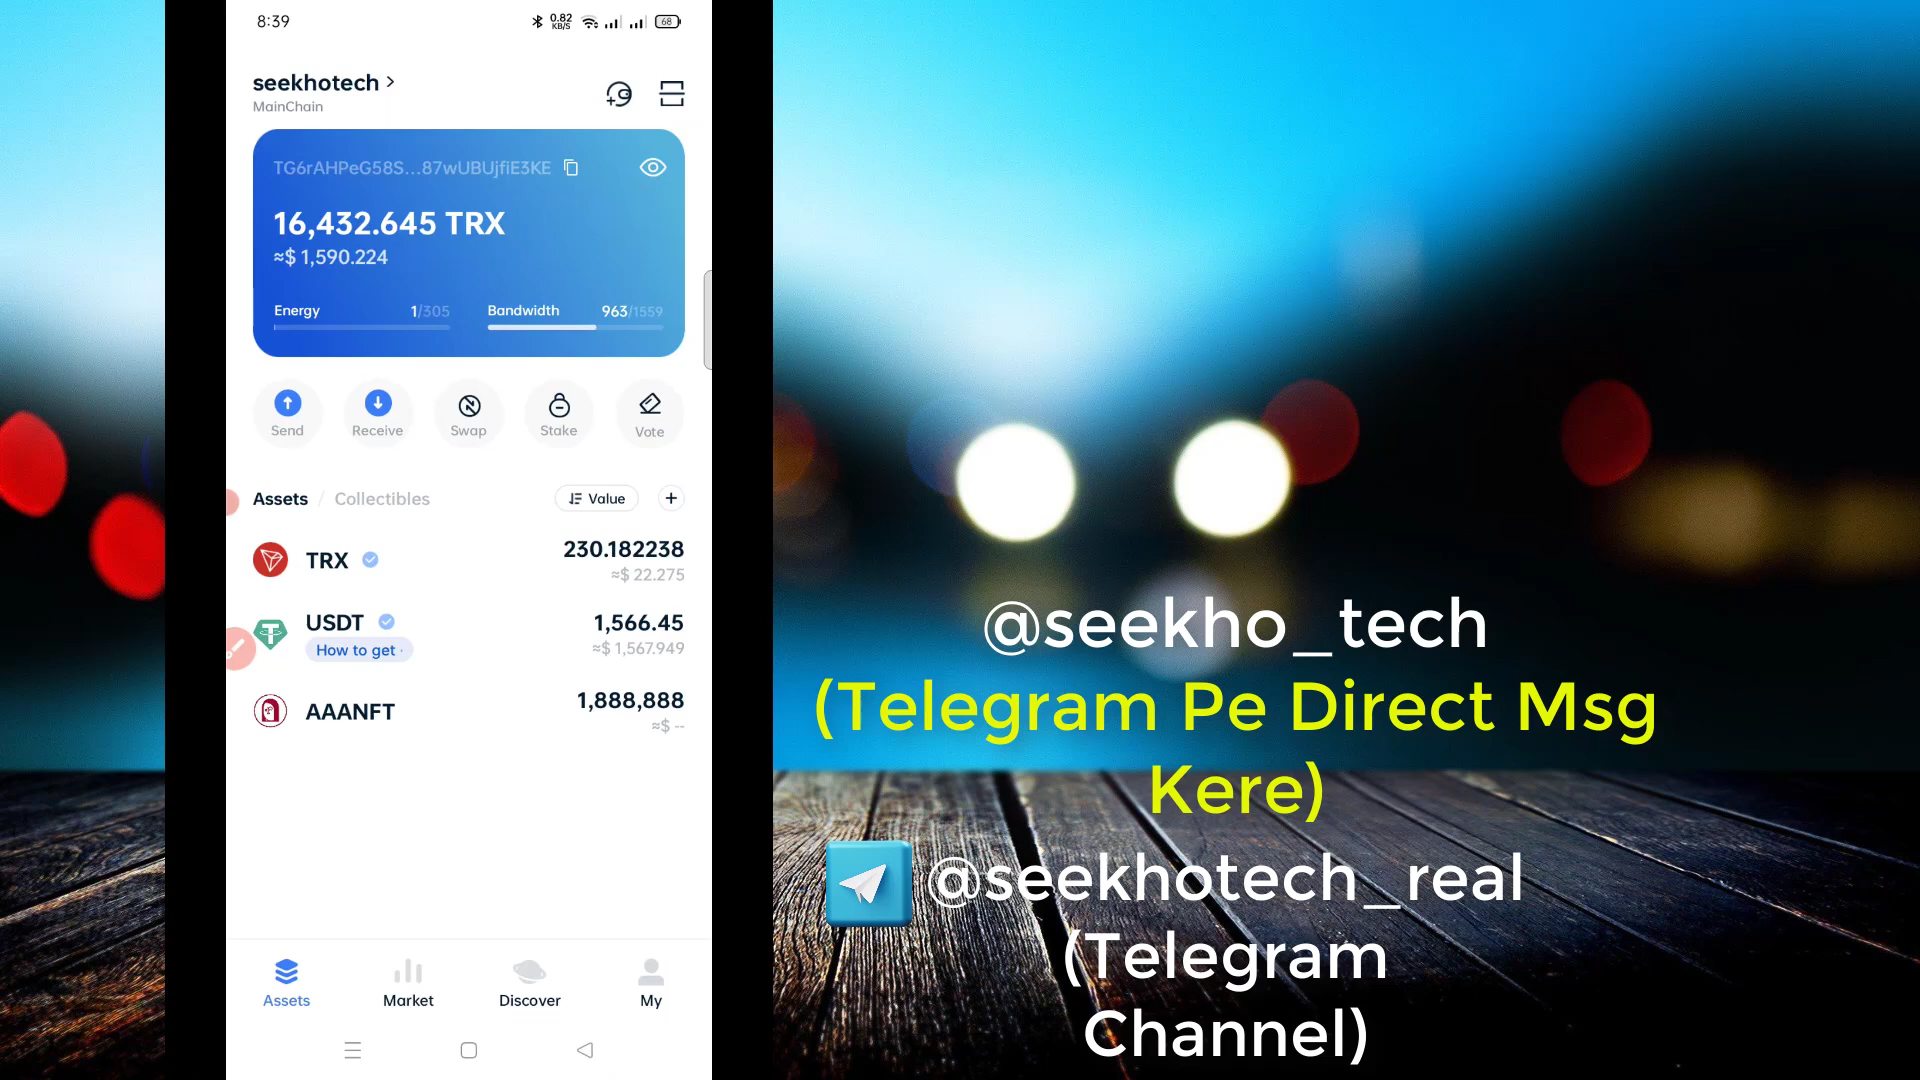 8:39
0.82
KB/S
68
seekhotech >
MainChain
TG6rAHPeG58S...87wUBUjfiE3KE
16,432.645 TRX
≈$ 1,590.224
Energy 1/305 Bandwidth 963/1559
Send Receive Swap Stake Vote
Assets / Collectibles Value +
TRX 230.182238
≈$ 22.275
USDT 1,566.45
How to get · ≈$ 1,567.949
AAANFT 1,888,888
≈$ --
Assets Market Discover My
@seekho_tech
(Telegram Pe Direct Msg
Kere)
@seekhotech_real
(Telegram
Channel)